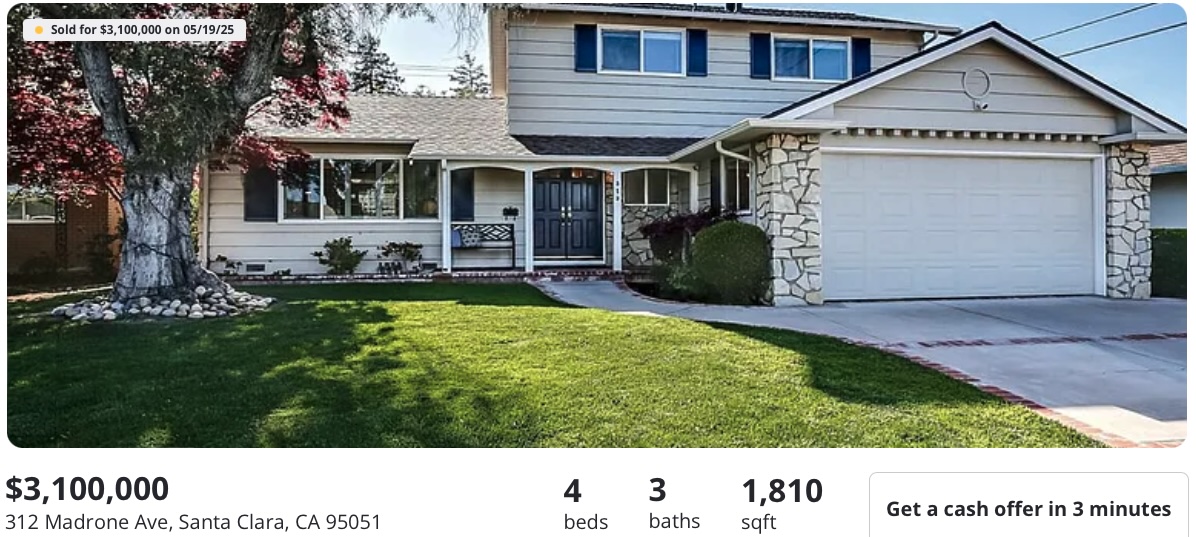 Sold for $3,100,000 on 05/19/25
$3,100,000
312 Madrone Ave, Santa Clara, CA 95051
4
beds
3
baths
1,810
sqft
Get a cash offer in 3 minutes